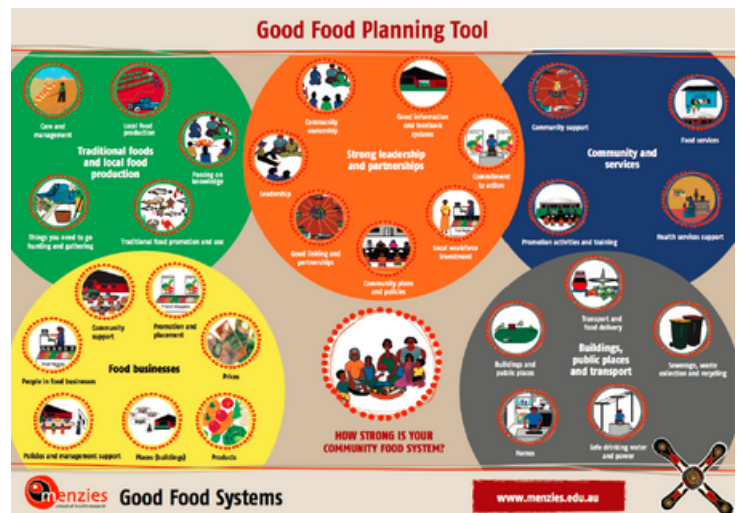 Good Food Planning Tool
Care and
management
Local food
production
Traditional foods
and local food
production
Passing on
knowledge
Things you need to go
hunting and gathering
Traditional food promotion and use
Community
ownership
Good information
and feedback
systems
Strong leadership
and partnerships
Leadership
Commitment
to action
Good linking and
partnerships
Local workforce
investment
Community plans
and policies
Community support
Food services
Community and
services
Promotion activities and training
Health services support
Community
support
Promotion and
placement
Food businesses
People in food businesses
Prices
Policies and management support
Places (buildings)
Products
HOW STRONG IS YOUR
COMMUNITY FOOD SYSTEM?
Transport and
food delivery
Buildings and
public places
Buildings,
public places
and transport
Sewerage, waste
collection and recycling
Homes
Safe drinking water
and power
menzies
school of health research
Good Food Systems
www.menzies.edu.au